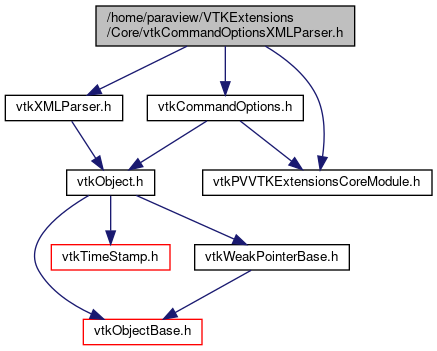 /home/paraview/VTKExtensions
/Core/vtkCommandOptionsXMLParser.h
vtkXMLParser.h
vtkCommandOptions.h
vtkObject.h
vtkPVVTKExtensionsCoreModule.h
vtkTimeStamp.h
vtkWeakPointerBase.h
vtkObjectBase.h